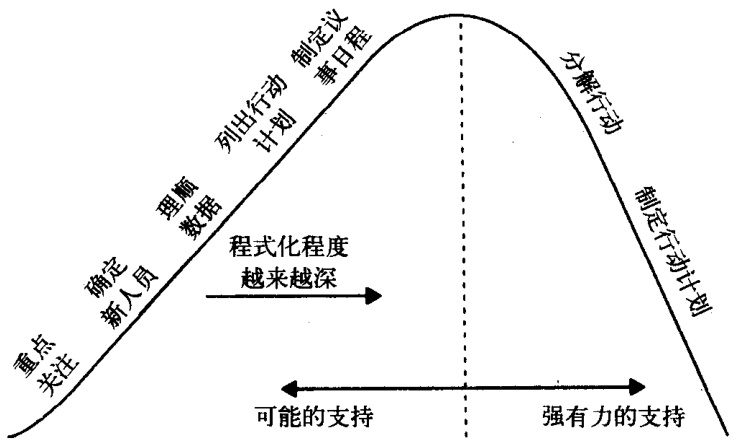 重点
关注
确定
新人员
理顺
数据
列出行动
计划
制定议
事日程
分解行动
制定行动计划
程式化程度
越来越深
可能的支持
强有力的支持